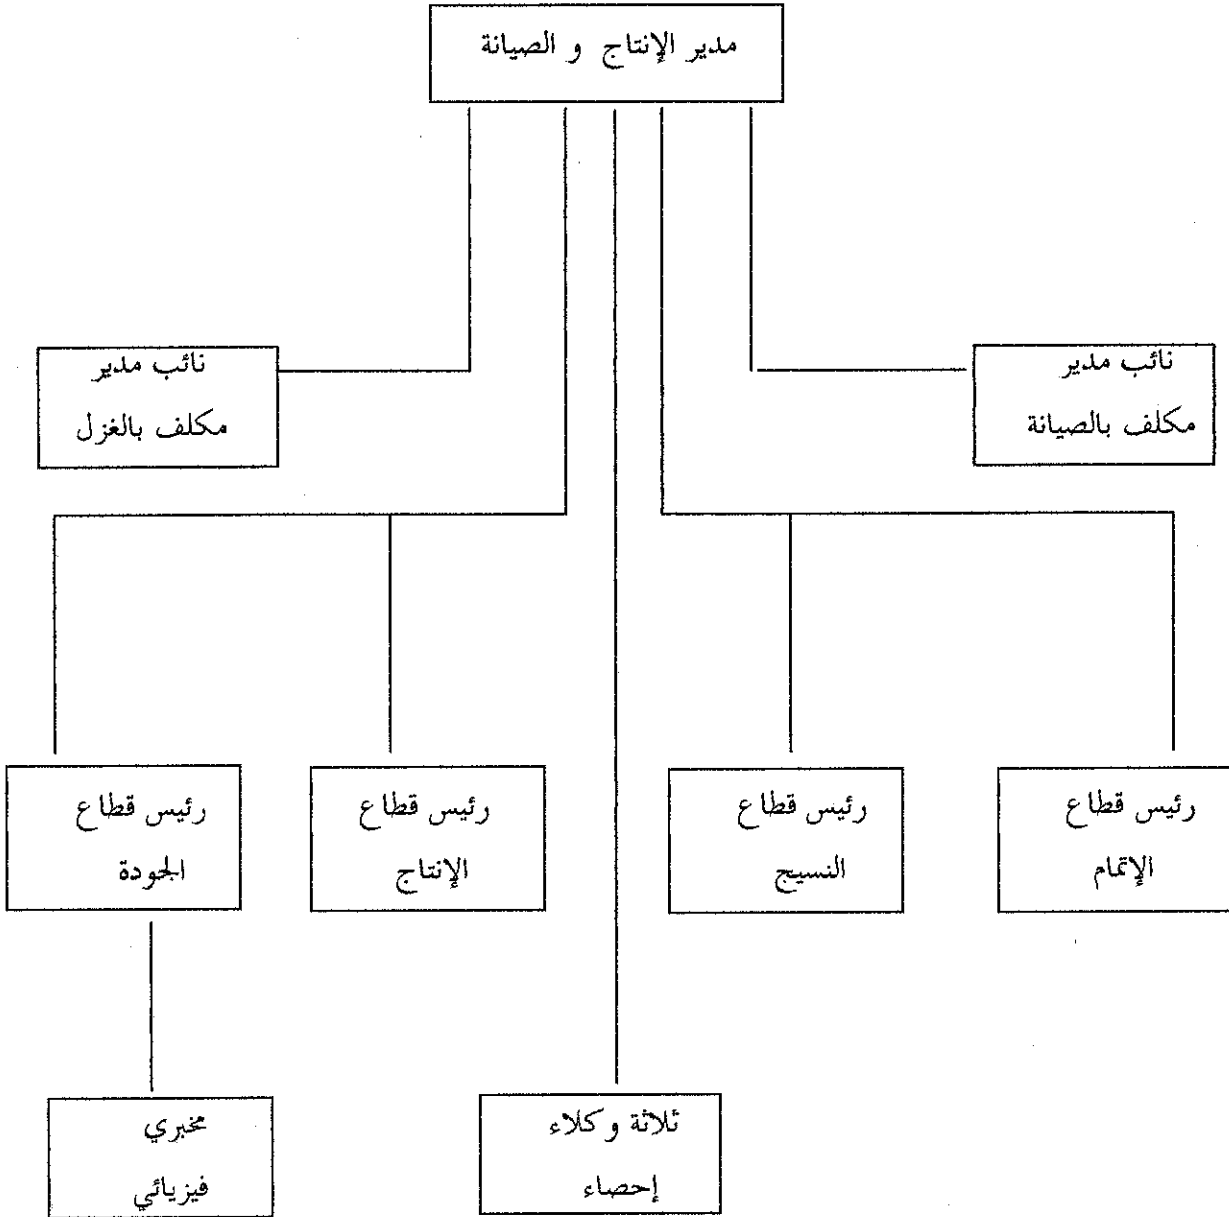 مدير الإنتاج و الصيانة
نائب مدير
مكلف بالصيانة
نائب مدير
مكلف بالغزل
رئيس قطاع
الإتمام
رئيس قطاع
النسيج
رئيس قطاع
الإنتاج
رئيس قطاع
الجودة
ثلاثة وكلاء
إحصاء
مخبري
فيزيائي